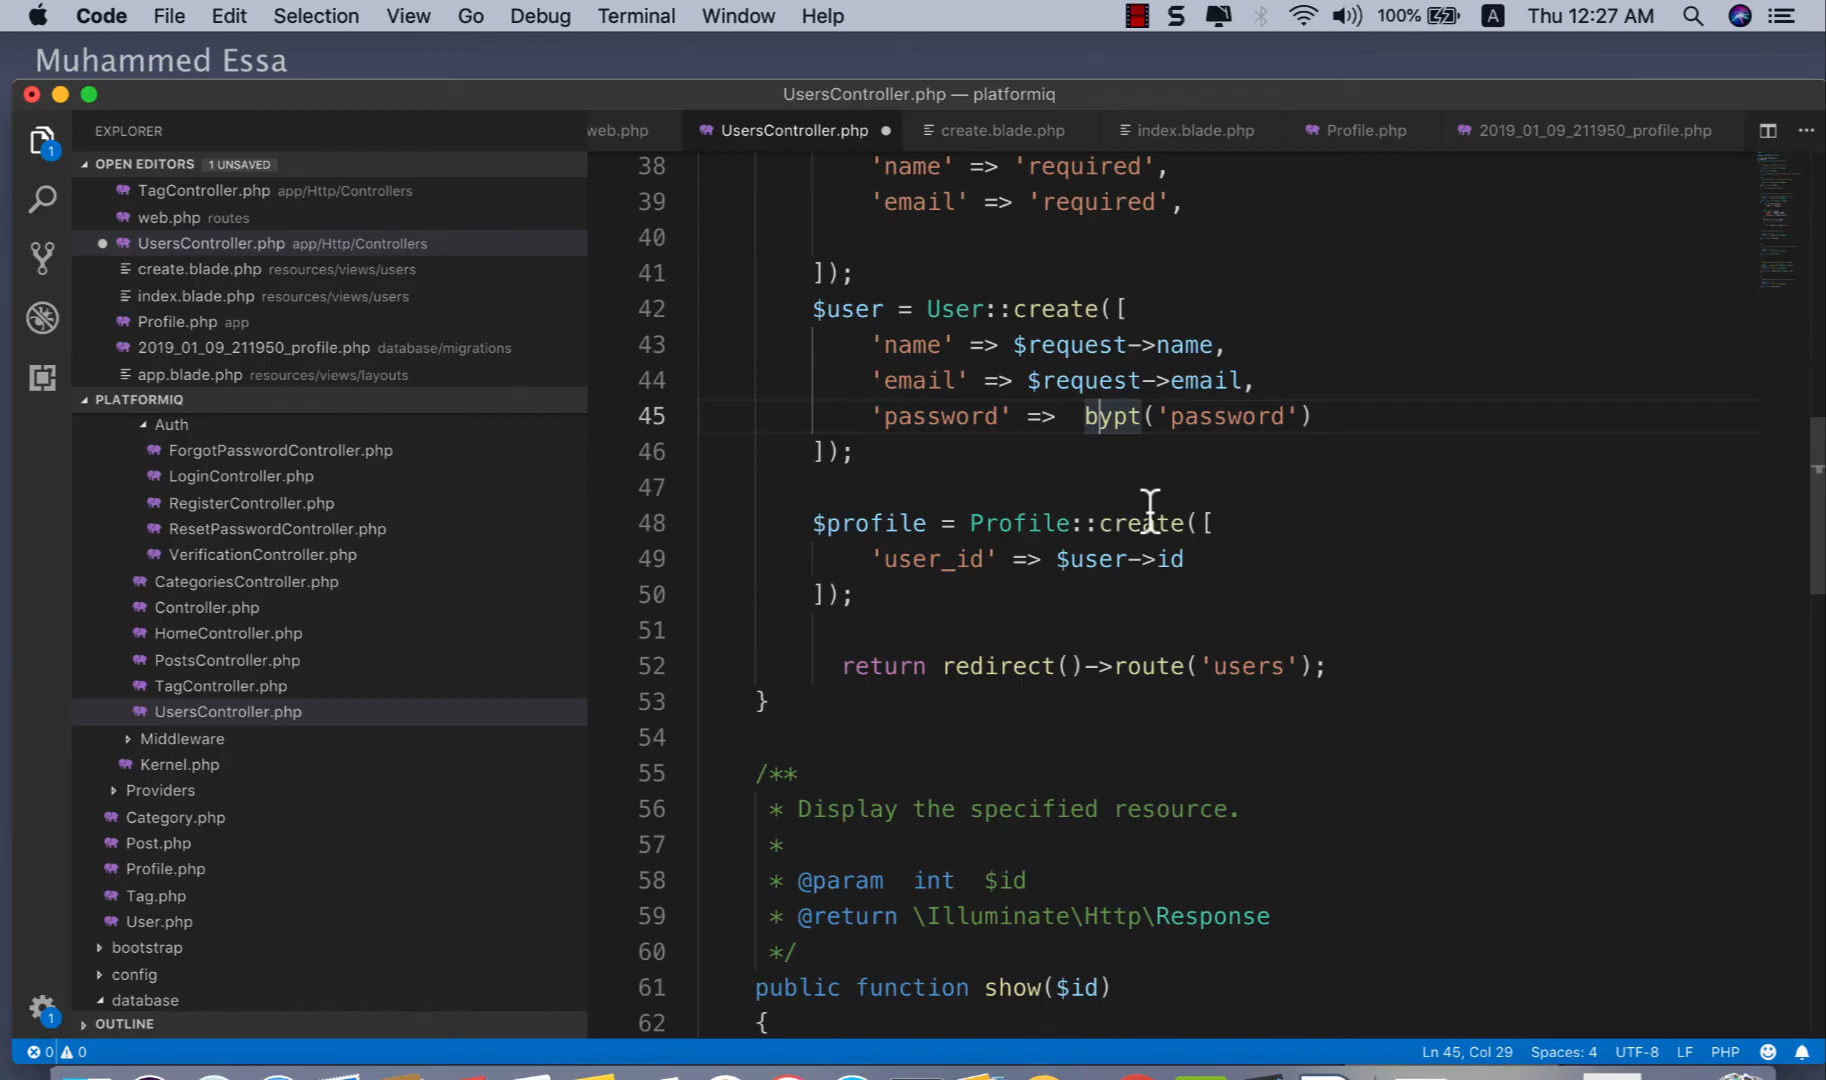 Code File Edit Selection View Go Debug Terminal Window Help 100% A Thu 12:27 AM
Muhammed Essa
UsersController.php — platformiq
EXPLORER
web.php UsersController.php create.blade.php index.blade.php Profile.php 2019_01_09_211950_profile.php
OPEN EDITORS 1 UNSAVED
TagController.php app/Http/Controllers
web.php routes
UsersController.php app/Http/Controllers
create.blade.php resources/views/users
index.blade.php resources/views/users
Profile.php app
2019_01_09_211950_profile.php database/migrations
app.blade.php resources/views/layouts
PLATFORMIQ
Auth
ForgotPasswordController.php
LoginController.php
RegisterController.php
ResetPasswordController.php
VerificationController.php
CategoriesController.php
Controller.php
HomeController.php
PostsController.php
TagController.php
UsersController.php
Middleware
Kernel.php
Providers
Category.php
Post.php
Profile.php
Tag.php
User.php
bootstrap
config
database
OUTLINE
38 'name' => 'required',
39 'email' => 'required',
40
41 ]);
42 $user = User::create([
43 'name' => $request->name,
44 'email' => $request->email,
45 'password' =>  bypt('password')
46 ]);
47
48 $profile = Profile::create([
49 'user_id' => $user->id
50 ]);
51
52 return redirect()->route('users');
53 }
54
55 /**
56 * Display the specified resource.
57 *
58 * @param  int  $id
59 * @return \Illuminate\Http\Response
60 */
61 public function show($id)
62 {
0 0 Ln 45, Col 29 Spaces: 4 UTF-8 LF PHP
1
1